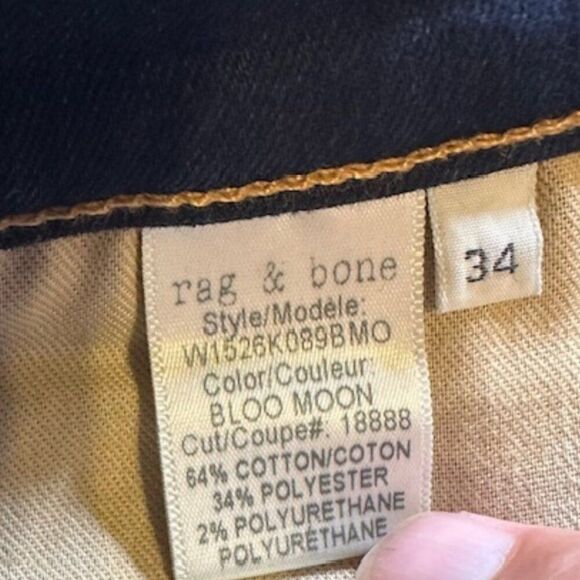 rag & bone
34
Style/Modèle:
W1526K089BMO
Color/Couleur:
BLOO MOON
Cut/Coupe#: 18888
64% COTTON/COTON
34% POLYESTER
2% POLYURETHANE
POLYURÉTHANE